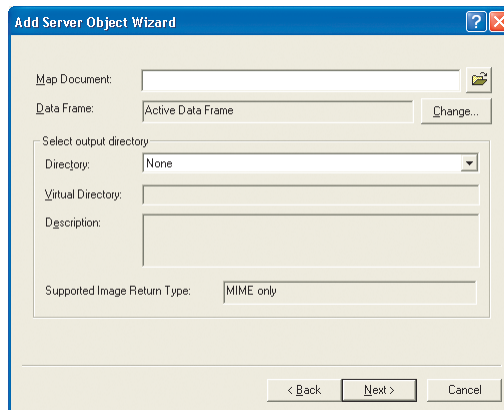 Add Server Object Wizard ?
Map Document:
Data Frame: Active Data Frame Change...
Select output directory
Directory: None
Virtual Directory:
Description:
Supported Image Return Type: MIME only
< Back Next > Cancel